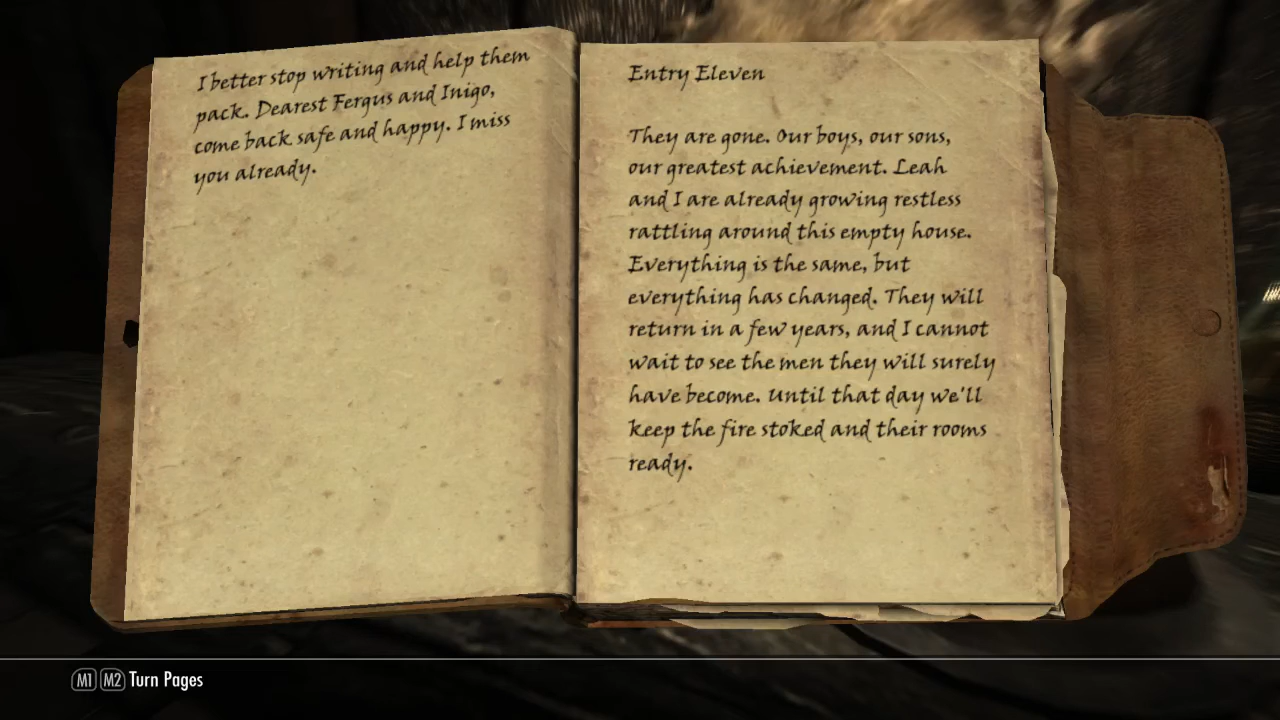 I better stop writing and help them
pack. Dearest Fergus and Inigo,
come back safe and happy. I miss
you already.
Entry Eleven
They are gone. Our boys, our sons,
our greatest achievement. Leah
and I are already growing restless
rattling around this empty house.
Everything is the same, but
everything has changed. They will
return in a few years, and I cannot
wait to see the men they will surely
have become. Until that day we'll
keep the fire stoked and their rooms
ready.
M1 M2 Turn Pages